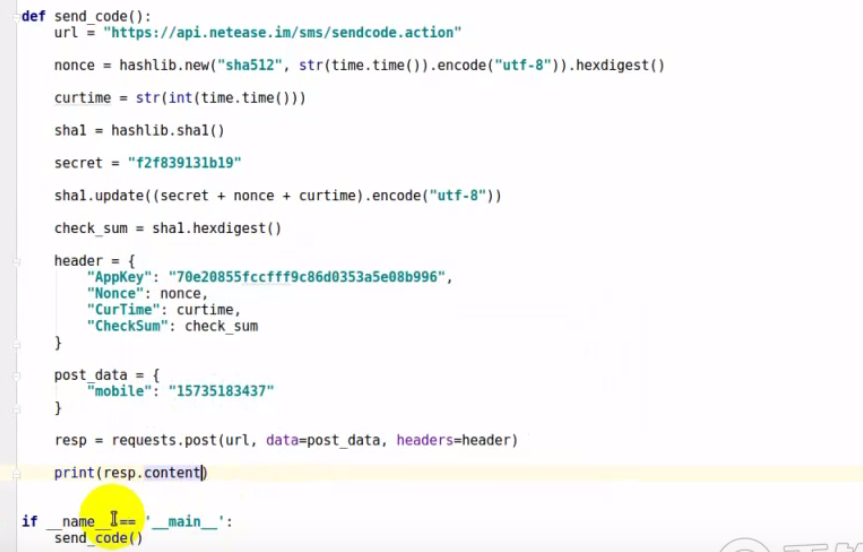 def send_code():
    url = "https://api.netease.im/sms/sendcode.action"
    nonce = hashlib.new("sha512", str(time.time()).encode("utf-8")).hexdigest()
    curtime = str(int(time.time()))
    sha1 = hashlib.sha1()
    secret = "f2f839131b19"
    sha1.update((secret + nonce + curtime).encode("utf-8"))
    check_sum = sha1.hexdigest()
    header = {
        "AppKey": "70e20855fccfff9c86d0353a5e08b996",
        "Nonce": nonce,
        "CurTime": curtime,
        "CheckSum": check_sum
    }
    post_data = {
        "mobile": "15735183437"
    }
    resp = requests.post(url, data=post_data, headers=header)
    print(resp.content)
if __name__ == '__main__':
    send_code()